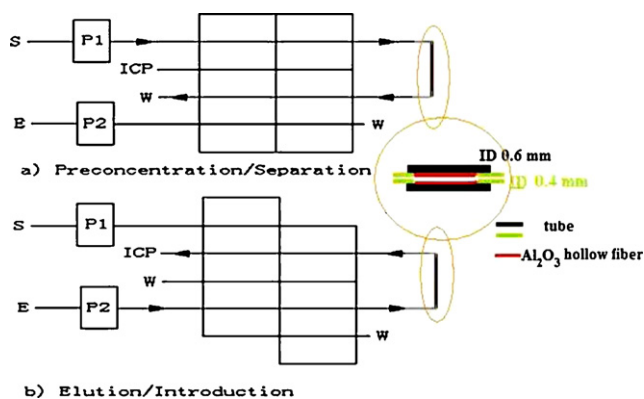 S P1
ICP
W
E P2 W
a) Preconcentration/Separation
ID 0.6 mm
ID 0.4 mm
tube
Al₂O₃ hollow fiber
S P1
ICP
W
E P2
W
b) Elution/Introduction